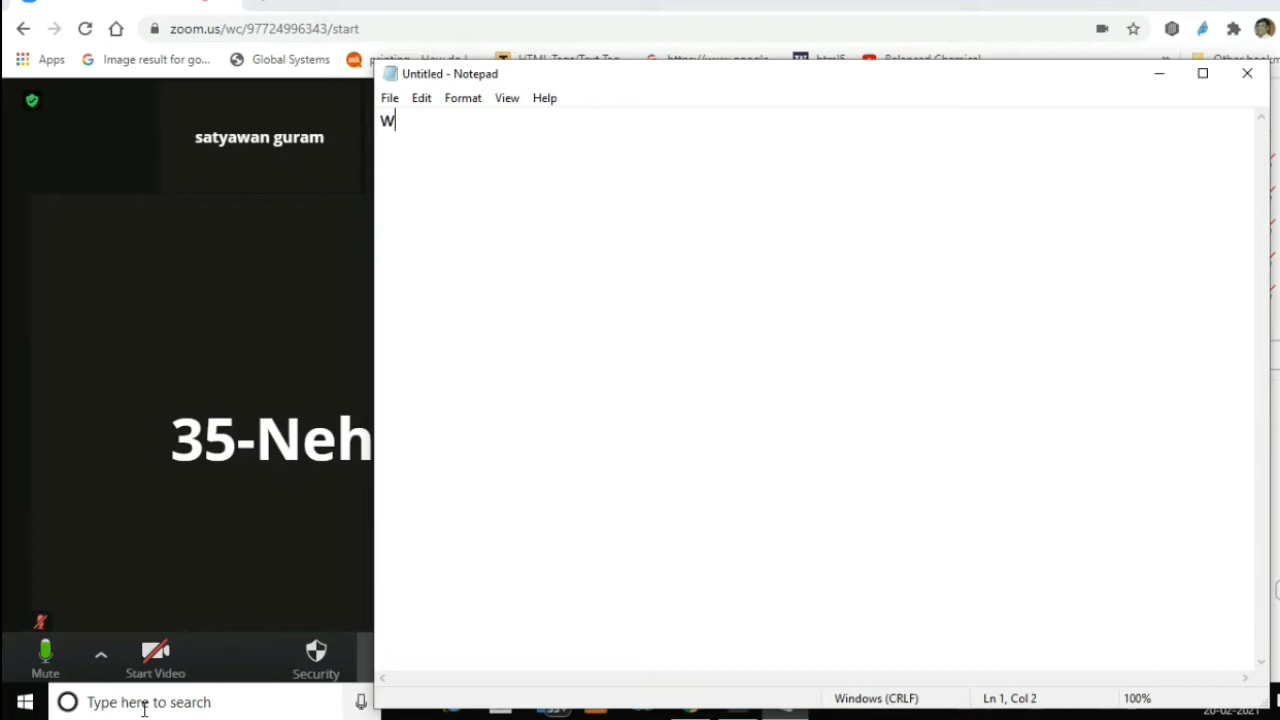 zoom.us/wc/97724996343/start
Apps Image result for go... Global Systems ask
Untitled - Notepad
File Edit Format View Help
W
satyawan guram
35-Neh
Mute Start Video Security
Type here to search
Windows (CRLF) Ln 1, Col 2 100%